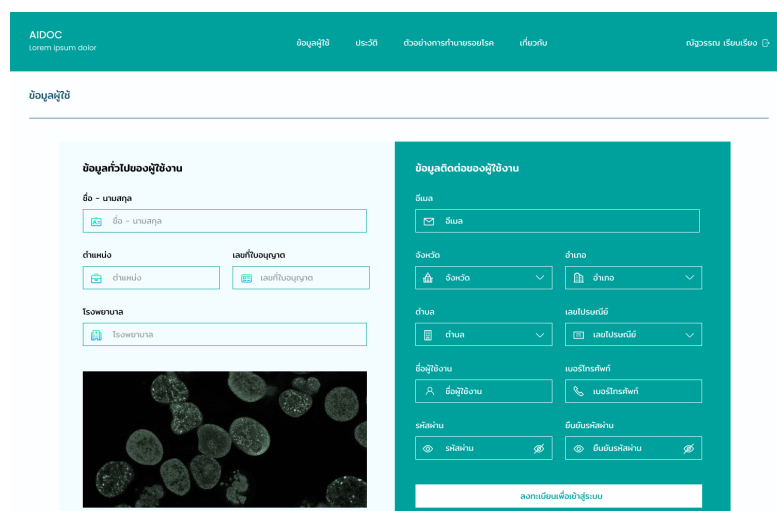 AIDOC
Lorem ipsum dolor
ข้อมูลผู้ใช้ ประวัติ ตัวอย่างการทำนายรอยโรค เกี่ยวกับ ณัฐวรรณ เรียบเรียง
ข้อมูลผู้ใช้
ข้อมูลทั่วไปของผู้ใช้งาน
ชื่อ - นามสกุล
ชื่อ - นามสกุล
ตำแหน่ง เลขที่ใบอนุญาต
ตำแหน่ง เลขที่ใบอนุญาต
โรงพยาบาล
โรงพยาบาล
ข้อมูลติดต่อของผู้ใช้งาน
อีเมล
อีเมล
จังหวัด อำเภอ
จังหวัด อำเภอ
ตำบล เลขไปรษณีย์
ตำบล เลขไปรษณีย์
ชื่อผู้ใช้งาน เบอร์โทรศัพท์
ชื่อผู้ใช้งาน เบอร์โทรศัพท์
รหัสผ่าน ยืนยันรหัสผ่าน
รหัสผ่าน ยืนยันรหัสผ่าน
ลงทะเบียนเพื่อเข้าสู่ระบบ